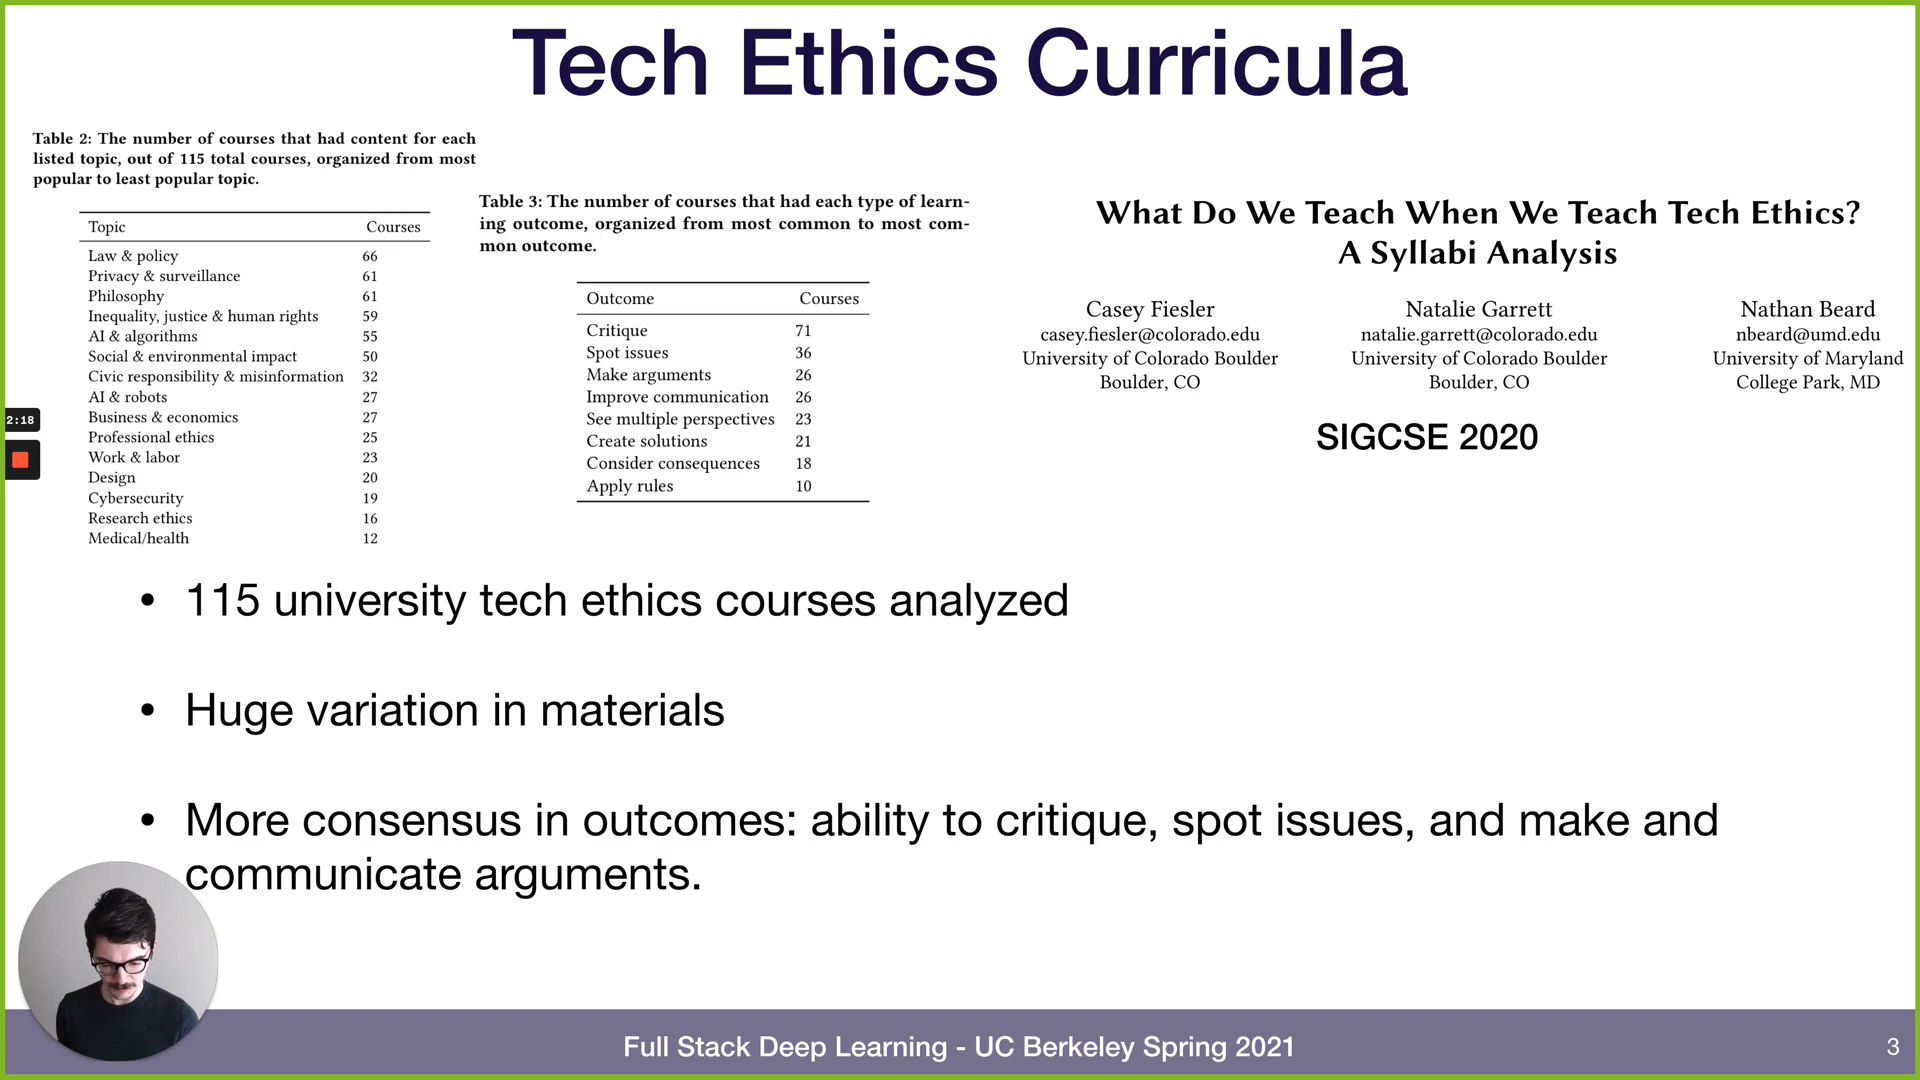 Tech Ethics Curricula
Table 2: The number of courses that had content for each
listed topic, out of 115 total courses, organized from most
popular to least popular topic.
Topic Courses
Law & policy 66
Privacy & surveillance 61
Philosophy 61
Inequality, justice & human rights 59
AI & algorithms 55
Social & environmental impact 50
Civic responsibility & misinformation 32
AI & robots 27
Business & economics 27
Professional ethics 25
Work & labor 23
Design 20
Cybersecurity 19
Research ethics 16
Medical/health 12
Table 3: The number of courses that had each type of learn-
ing outcome, organized from most common to most com-
mon outcome.
Outcome Courses
Critique 71
Spot issues 36
Make arguments 26
Improve communication 26
See multiple perspectives 23
Create solutions 21
Consider consequences 18
Apply rules 10
What Do We Teach When We Teach Tech Ethics?
A Syllabi Analysis
Casey Fiesler
casey.fiesler@colorado.edu
University of Colorado Boulder
Boulder, CO
Natalie Garrett
natalie.garrett@colorado.edu
University of Colorado Boulder
Boulder, CO
Nathan Beard
nbeard@umd.edu
University of Maryland
College Park, MD
SIGCSE 2020
2:18
• 115 university tech ethics courses analyzed
• Huge variation in materials
• More consensus in outcomes: ability to critique, spot issues, and make and
communicate arguments.
Full Stack Deep Learning - UC Berkeley Spring 2021
3